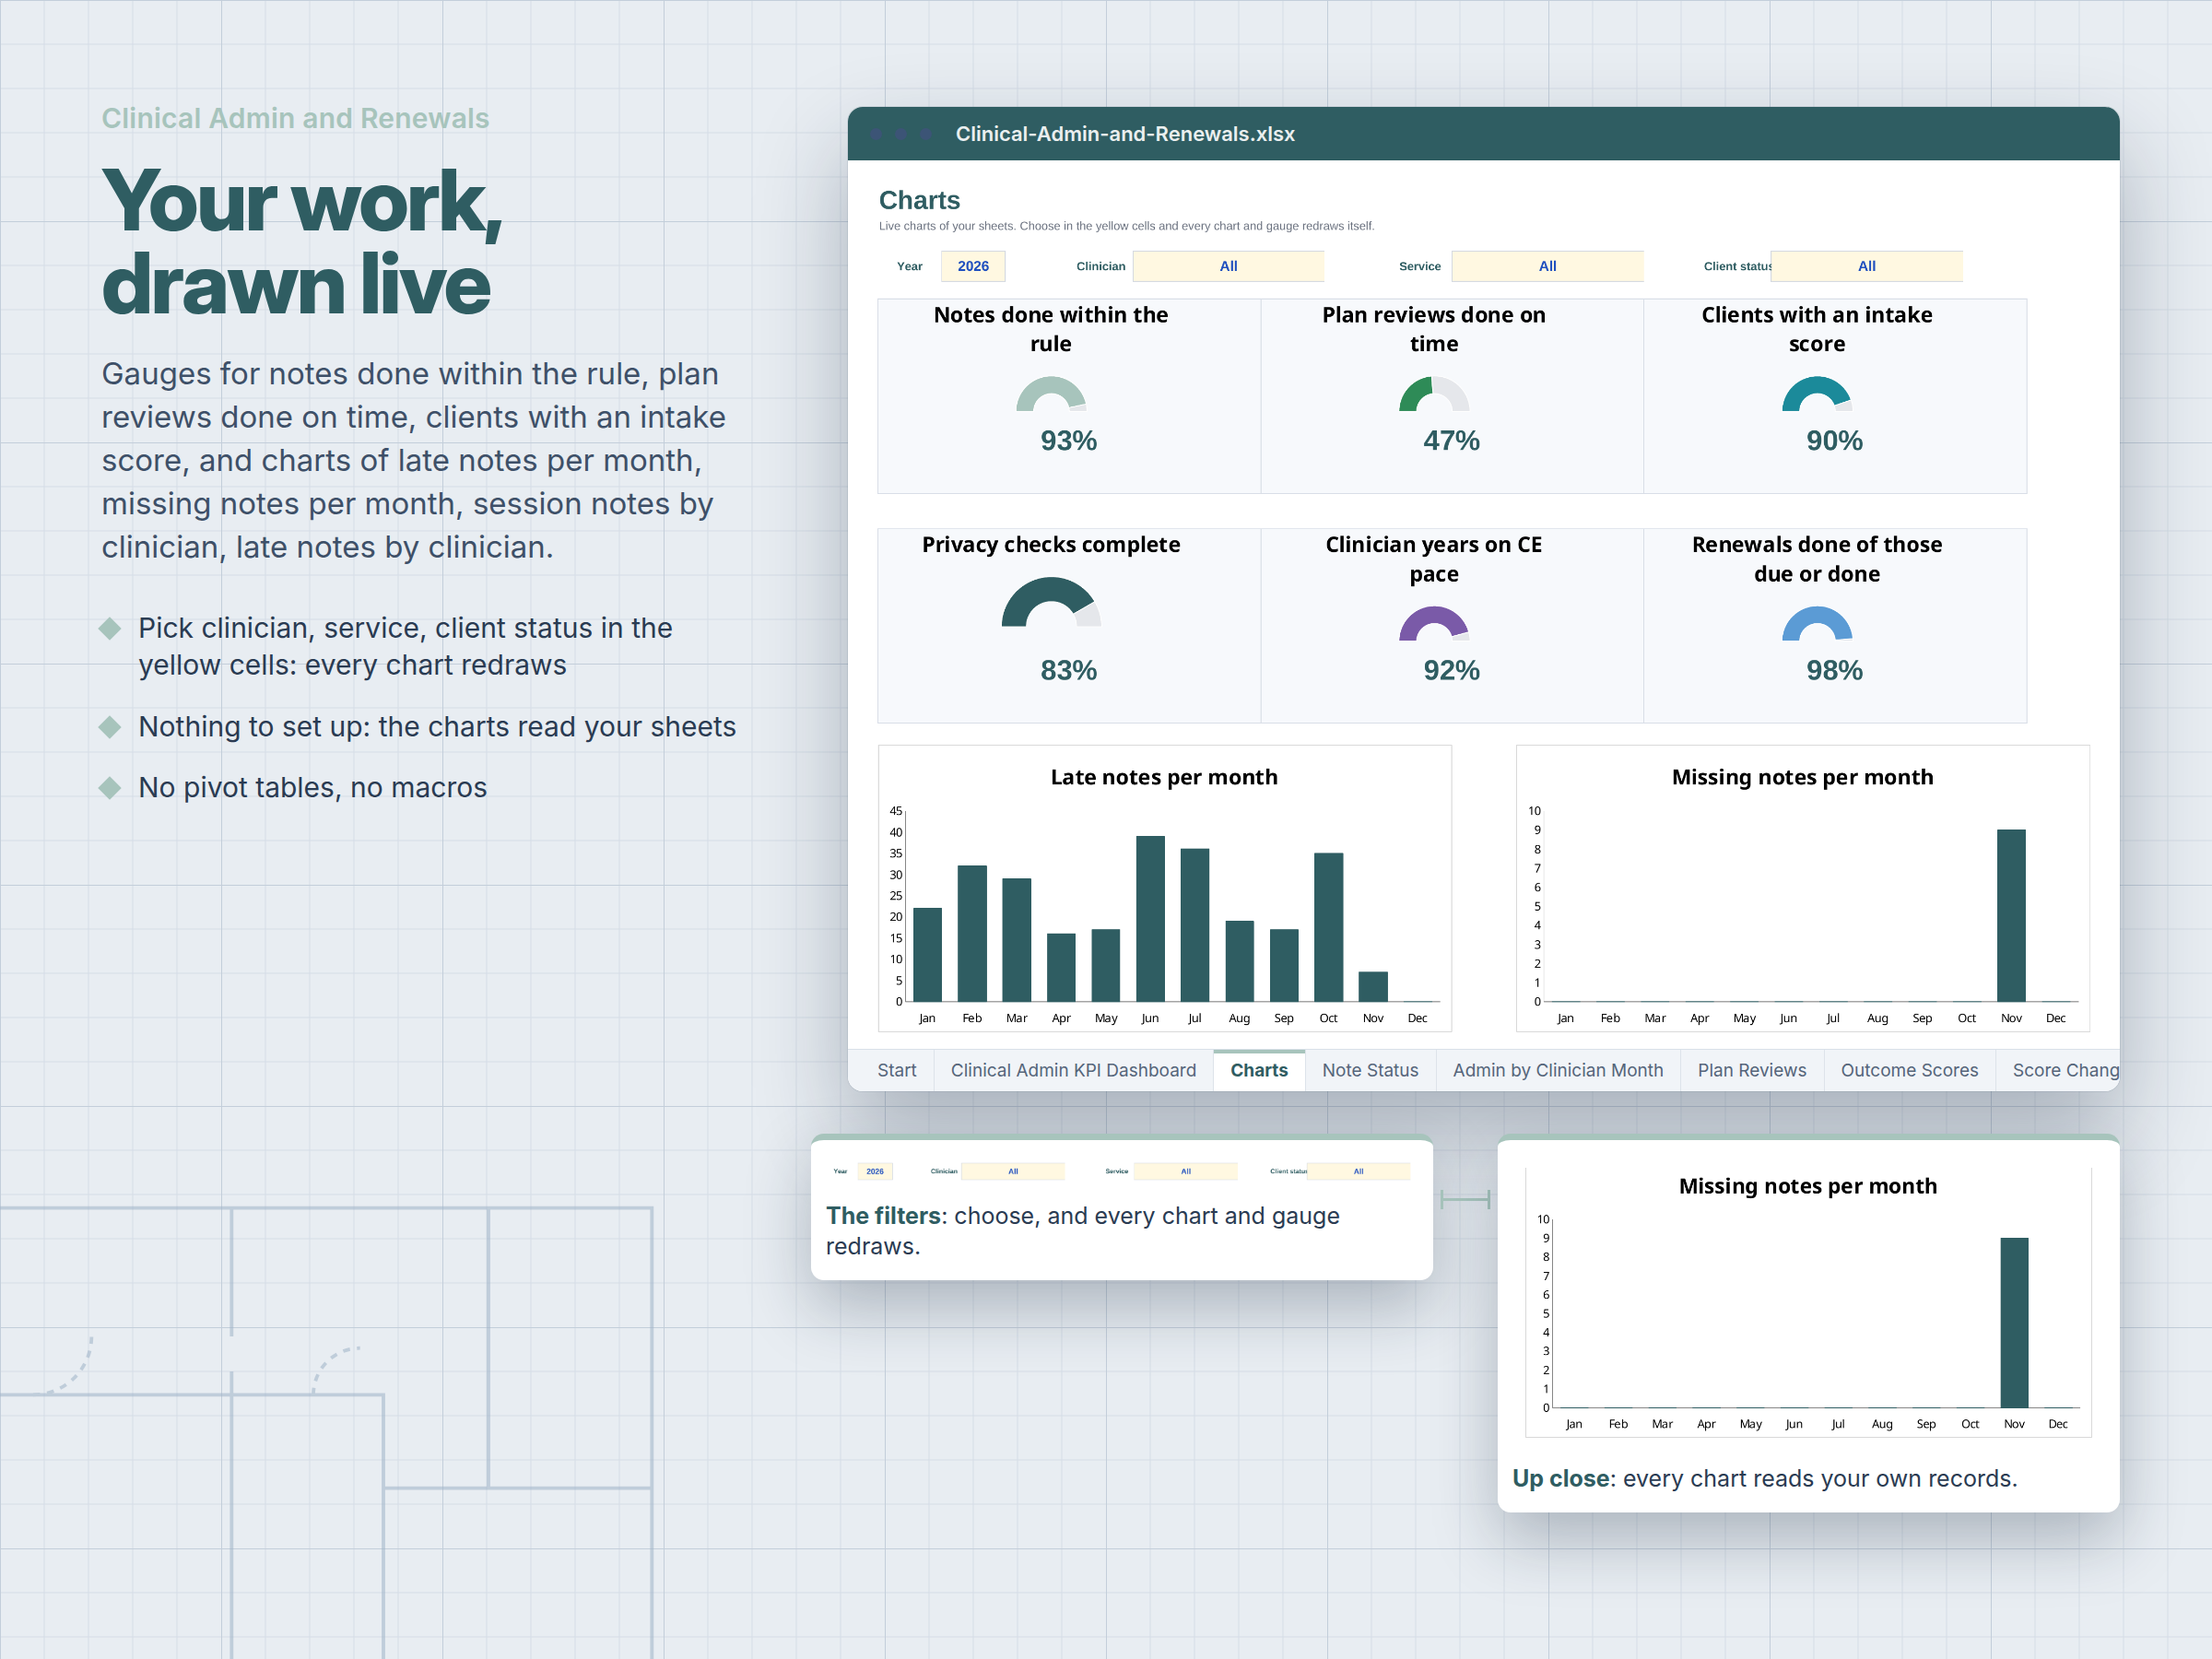 Clinical Admin and Renewals
Your work,
drawn live
Gauges for notes done within the rule, plan
reviews done on time, clients with an intake
score, and charts of late notes per month,
missing notes per month, session notes by
clinician, late notes by clinician.
Pick clinician, service, client status in the
yellow cells: every chart redraws
Nothing to set up: the charts read your sheets
No pivot tables, no macros
Clinical-Admin-and-Renewals.xlsx
Charts
Live charts of your sheets. Choose in the yellow cells and every chart and gauge redraws itself.
Year 2026 Clinician All Service All Client status All
Notes done within the
rule
93%
Plan reviews done on
time
47%
Clients with an intake
score
90%
Privacy checks complete
83%
Clinician years on CE
pace
92%
Renewals done of those
due or done
98%
Late notes per month
45
40
35
30
25
20
15
10
5
0
Jan Feb Mar Apr May Jun Jul Aug Sep Oct Nov Dec
Missing notes per month
10
9
8
7
6
5
4
3
2
1
0
Jan Feb Mar Apr May Jun Jul Aug Sep Oct Nov Dec
Start Clinical Admin KPI Dashboard Charts Note Status Admin by Clinician Month Plan Reviews Outcome Scores Score Chang
Year 2026 Clinician All Service All Client status All
The filters: choose, and every chart and gauge
redraws.
Missing notes per month
10
9
8
7
6
5
4
3
2
1
0
Jan Feb Mar Apr May Jun Jul Aug Sep Oct Nov Dec
Up close: every chart reads your own records.